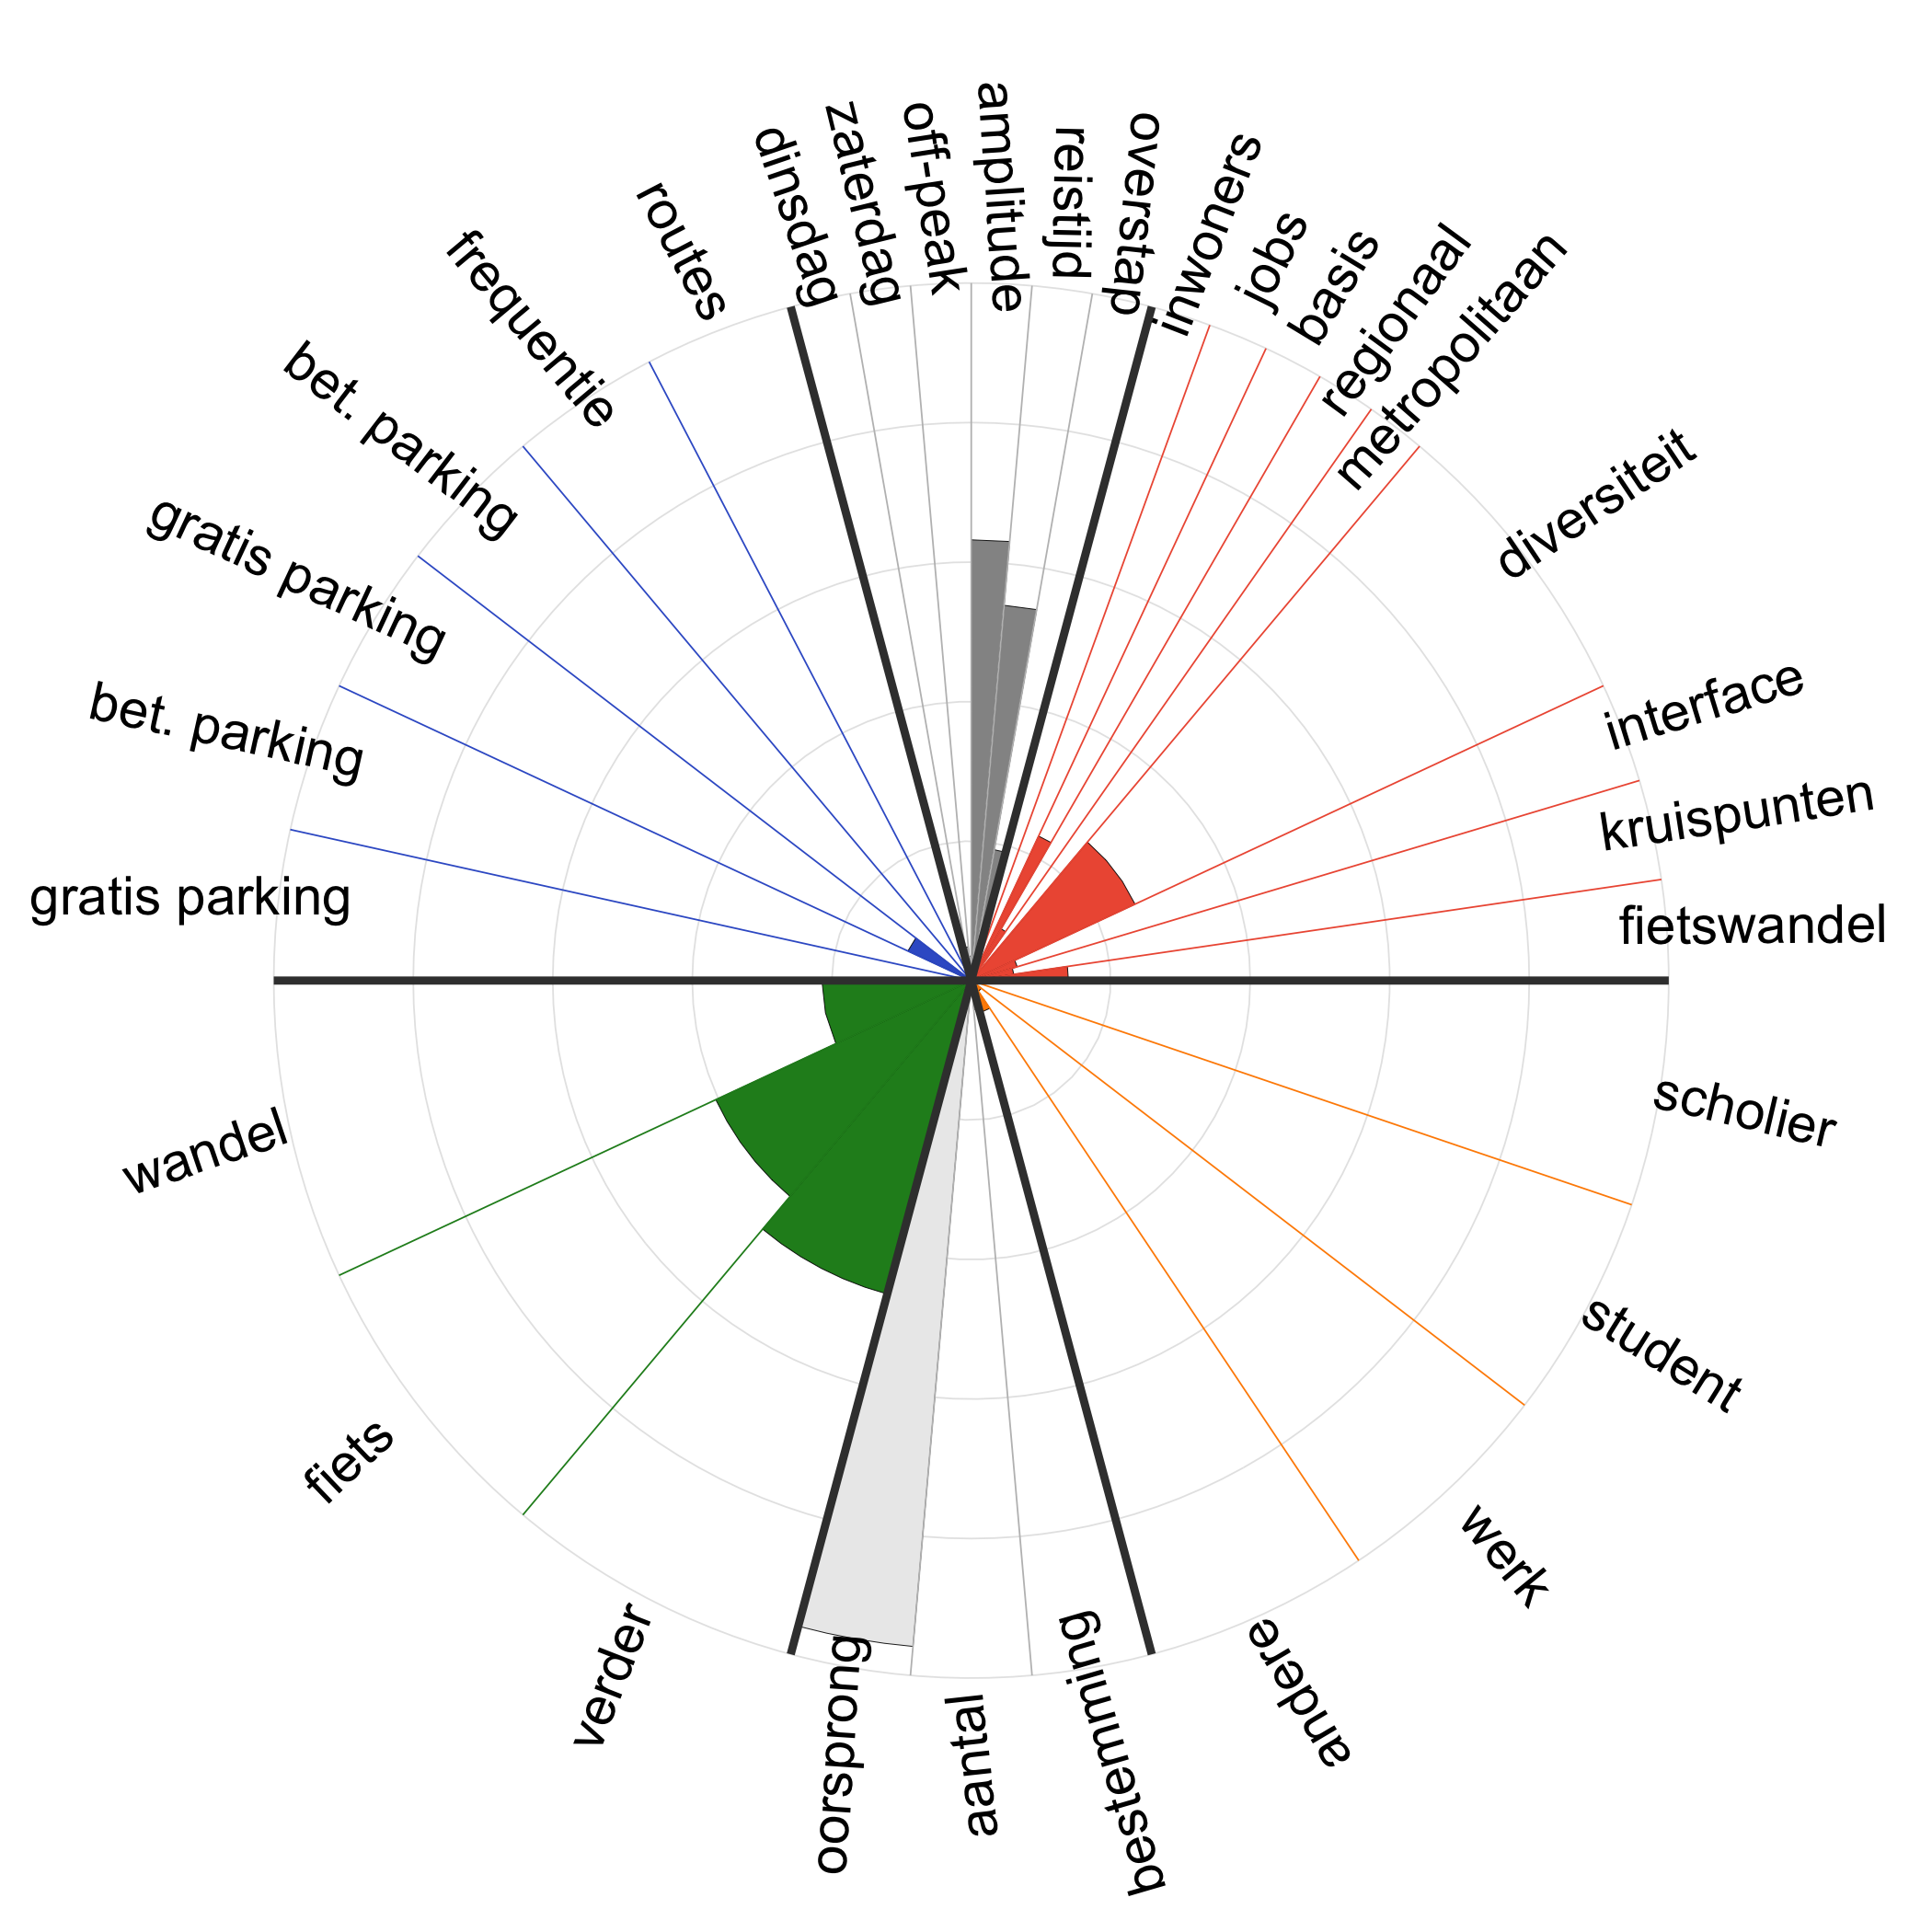 dinsdag
zaterdag
off-peak
amplitude
reistijd
overstap
inwoners
jobs
basis
regionaal
metropolitaan
diversiteit
interface
kruispunten
fietswandel
scholier
student
werk
andere
bestemming
aantal
oorsprong
verder
fiets
wandel
gratis parking
bet. parking
gratis parking
bet. parking
frequentie
routes